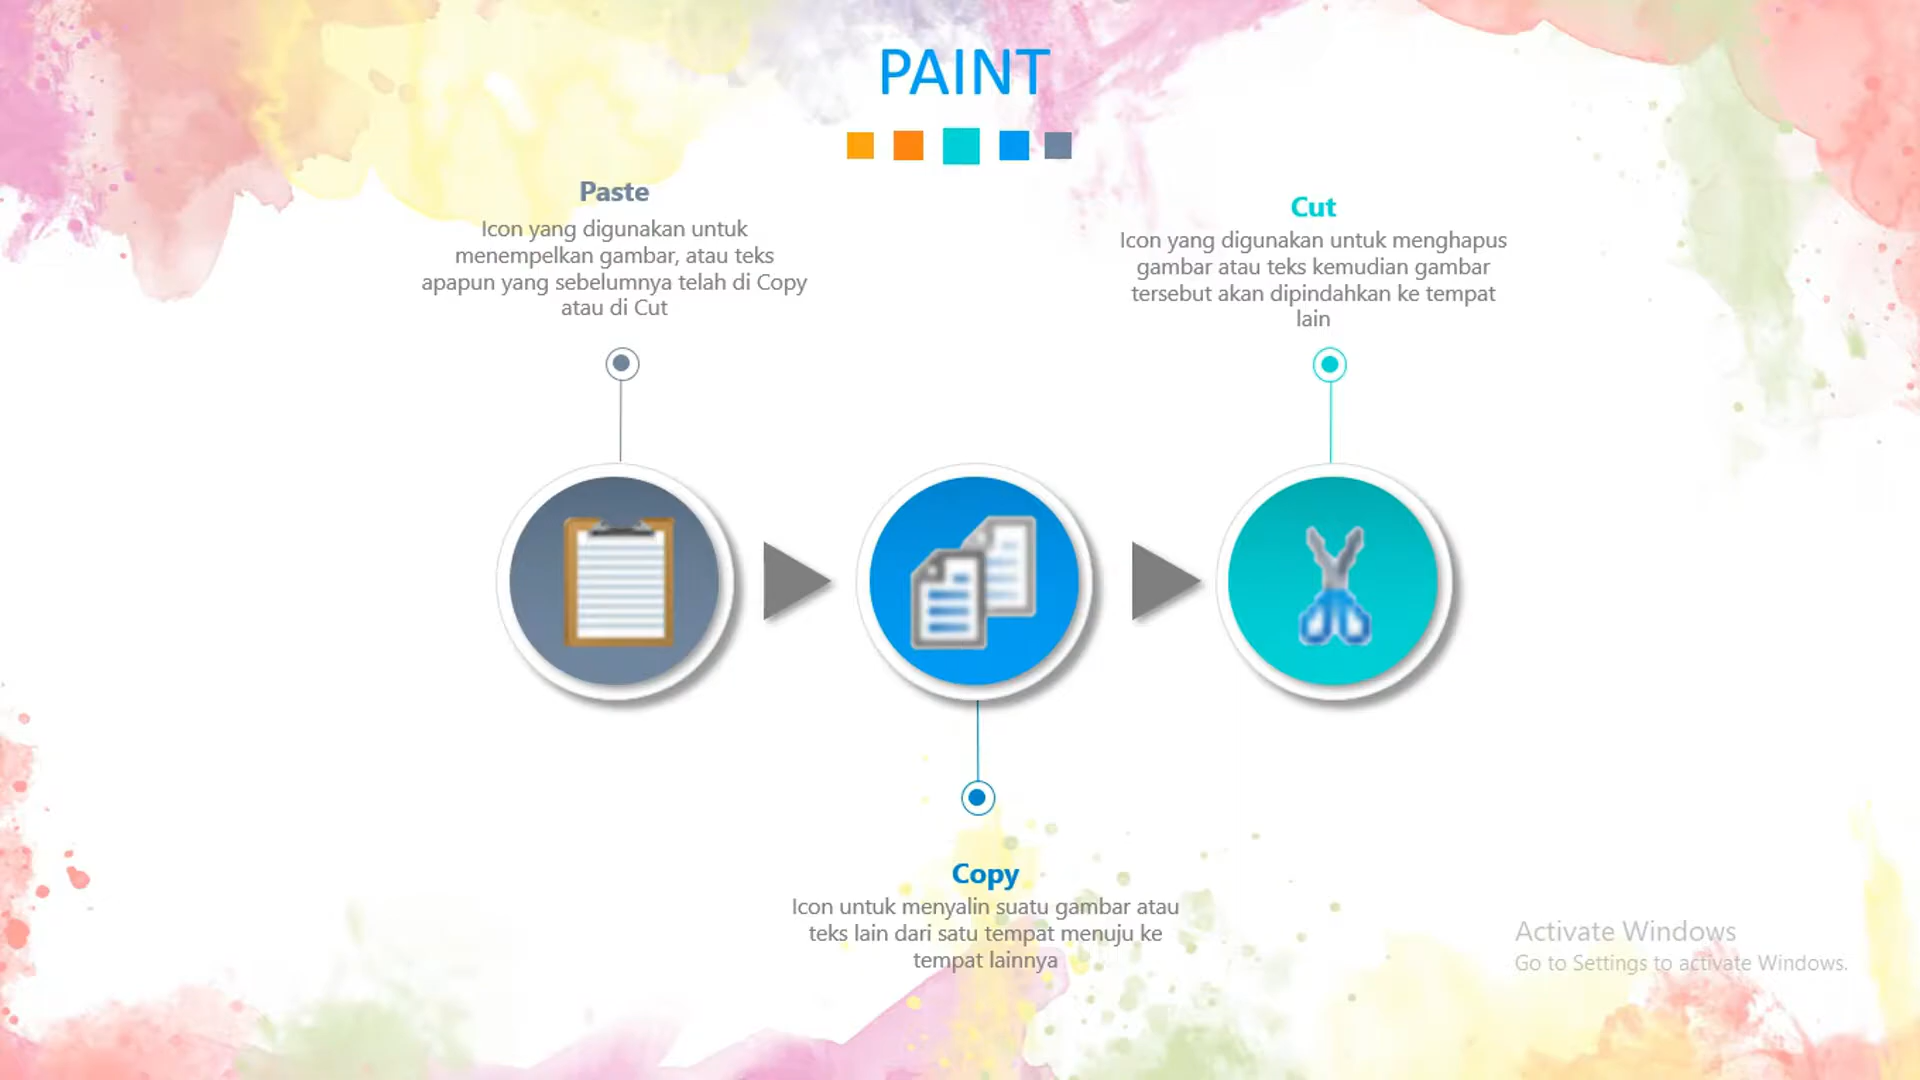 PAINT
Paste
Icon yang digunakan untuk
menempelkan gambar, atau teks
apapun yang sebelumnya telah di Copy
atau di Cut
Cut
Icon yang digunakan untuk menghapus
gambar atau teks kemudian gambar
tersebut akan dipindahkan ke tempat
lain
Copy
Icon untuk menyalin suatu gambar atau
teks lain dari satu tempat menuju ke
tempat lainnya
Activate Windows
Go to Settings to activate Windows.